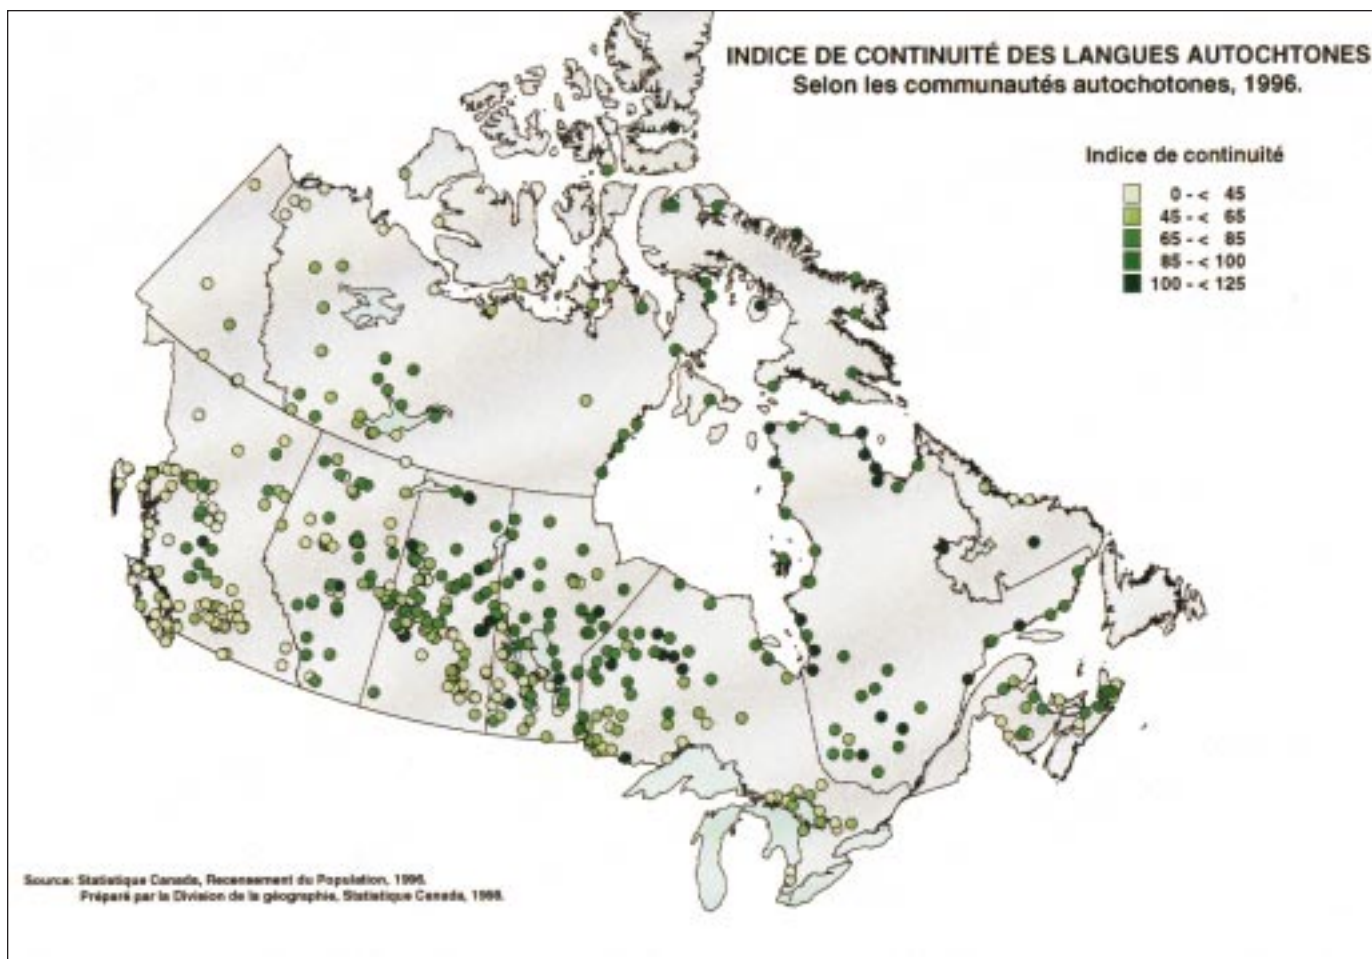 INDICE DE CONTINUITÉ DES LANGUES AUTOCHTONES
Selon les communautés autochotones, 1996.
Indice de continuité
0 - < 45
45 - < 65
65 - < 85
85 - < 100
100 - < 125
Source: Statistique Canada, Recensement du Population, 1996.
Préparé par la Division de la géographie, Statistique Canada, 1998.